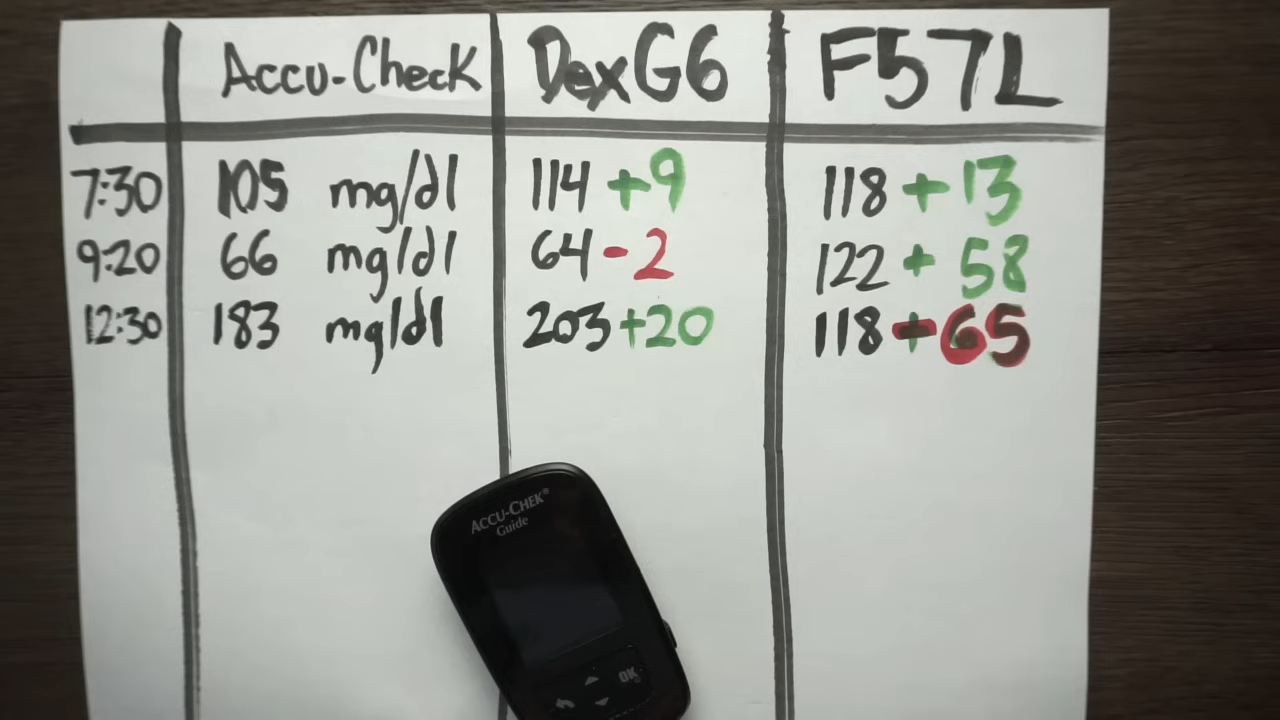 Accu-Check DexG6 F57L
7:30 105 mg/dl 114 +9 118 + 13
9:20 66 mg/dl 64 - 2 122 + 58
12:30 183 mg/dl 203 +20 118 - 65
ACCU-CHEK®
Guide
OK